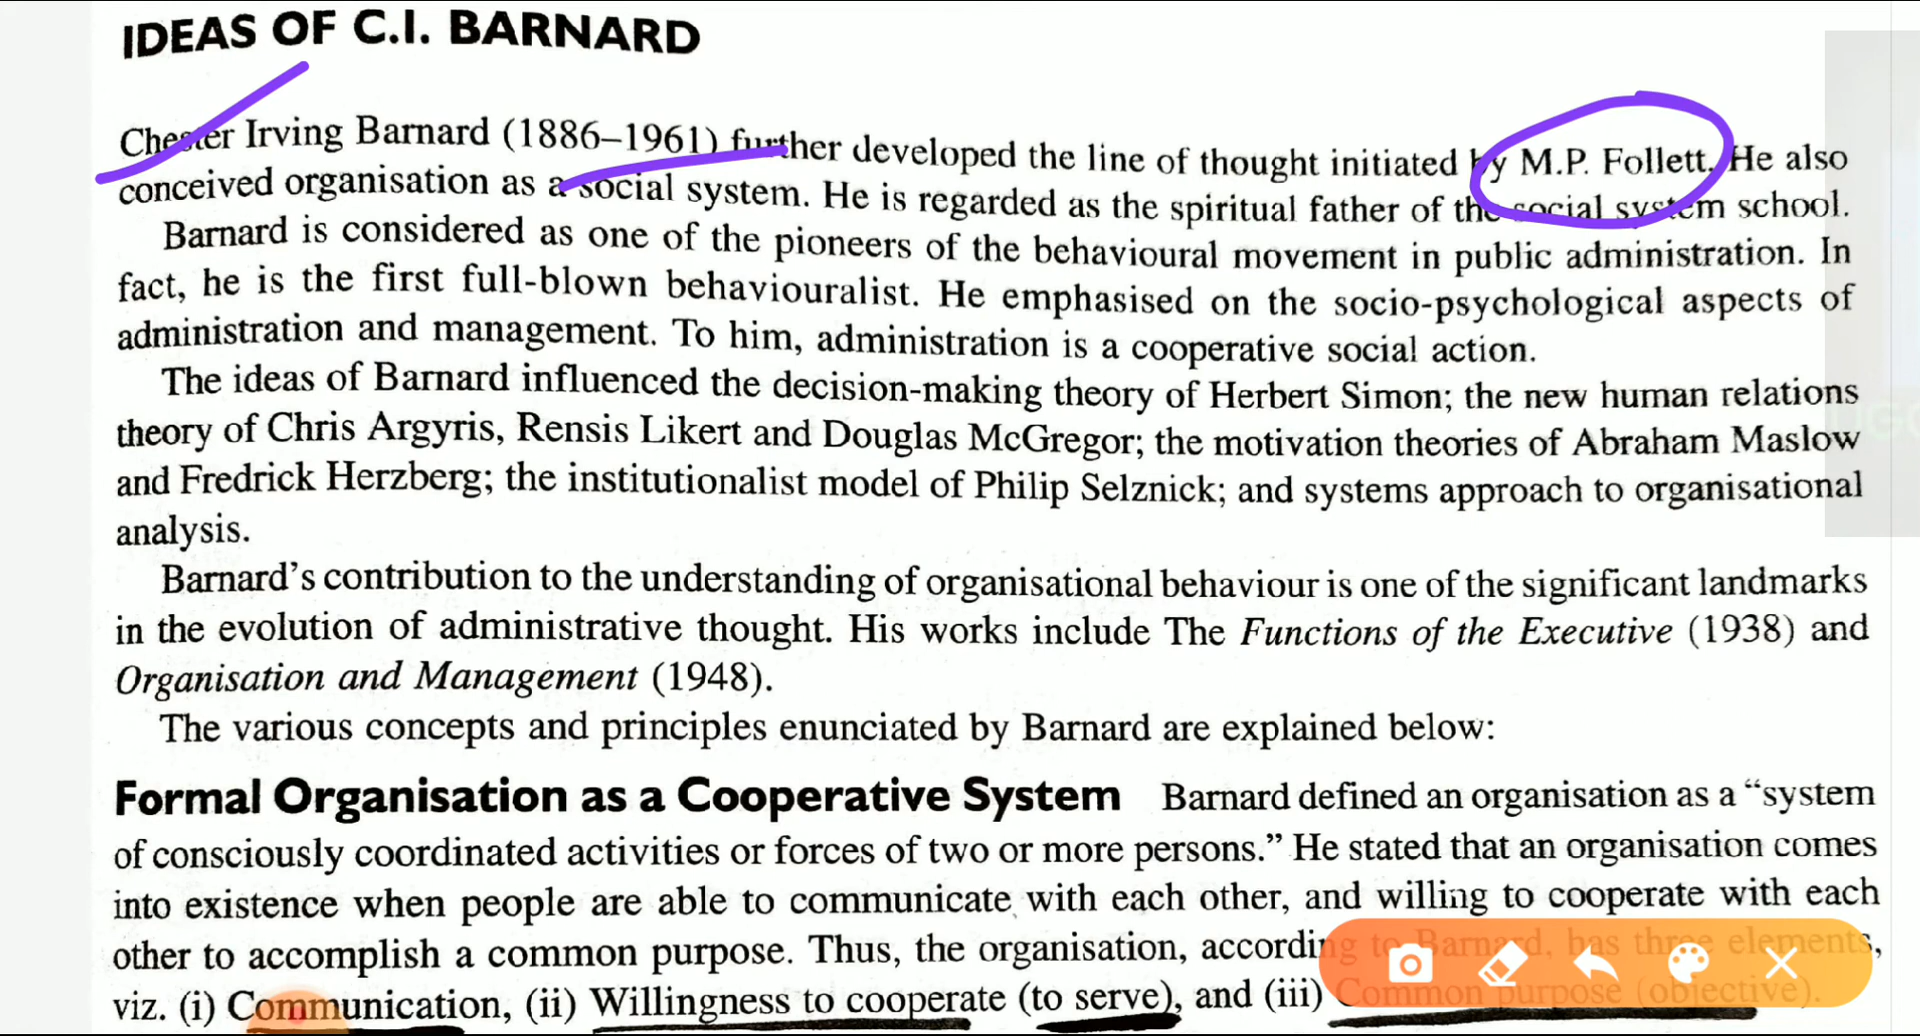 IDEAS OF C.I. BARNARD
Chester Irving Barnard (1886–1961) further developed the line of thought initiated by M.P. Follett. He also
conceived organisation as a social system. He is regarded as the spiritual father of the social system school.
Barnard is considered as one of the pioneers of the behavioural movement in public administration. In
fact, he is the first full-blown behaviouralist. He emphasised on the socio-psychological aspects of
administration and management. To him, administration is a cooperative social action.
The ideas of Barnard influenced the decision-making theory of Herbert Simon; the new human relations
theory of Chris Argyris, Rensis Likert and Douglas McGregor; the motivation theories of Abraham Maslow
and Fredrick Herzberg; the institutionalist model of Philip Selznick; and systems approach to organisational
analysis.
Barnard's contribution to the understanding of organisational behaviour is one of the significant landmarks
in the evolution of administrative thought. His works include The Functions of the Executive (1938) and
Organisation and Management (1948).
The various concepts and principles enunciated by Barnard are explained below:
Formal Organisation as a Cooperative System Barnard defined an organisation as a “system
of consciously coordinated activities or forces of two or more persons.” He stated that an organisation comes
into existence when people are able to communicate with each other, and willing to cooperate with each
other to accomplish a common purpose. Thus, the organisation, according to Barnard, has three elements,
viz. (i) Communication, (ii) Willingness to cooperate (to serve), and (iii) Common purpose (objective).